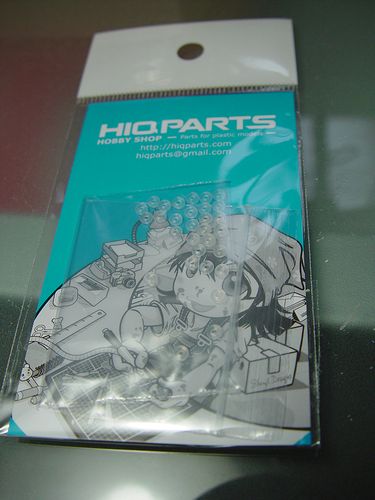 HIQPARTS
HOBBY SHOP — Parts for plastic models —
http://hiqparts.com
hiqparts@gmail.com